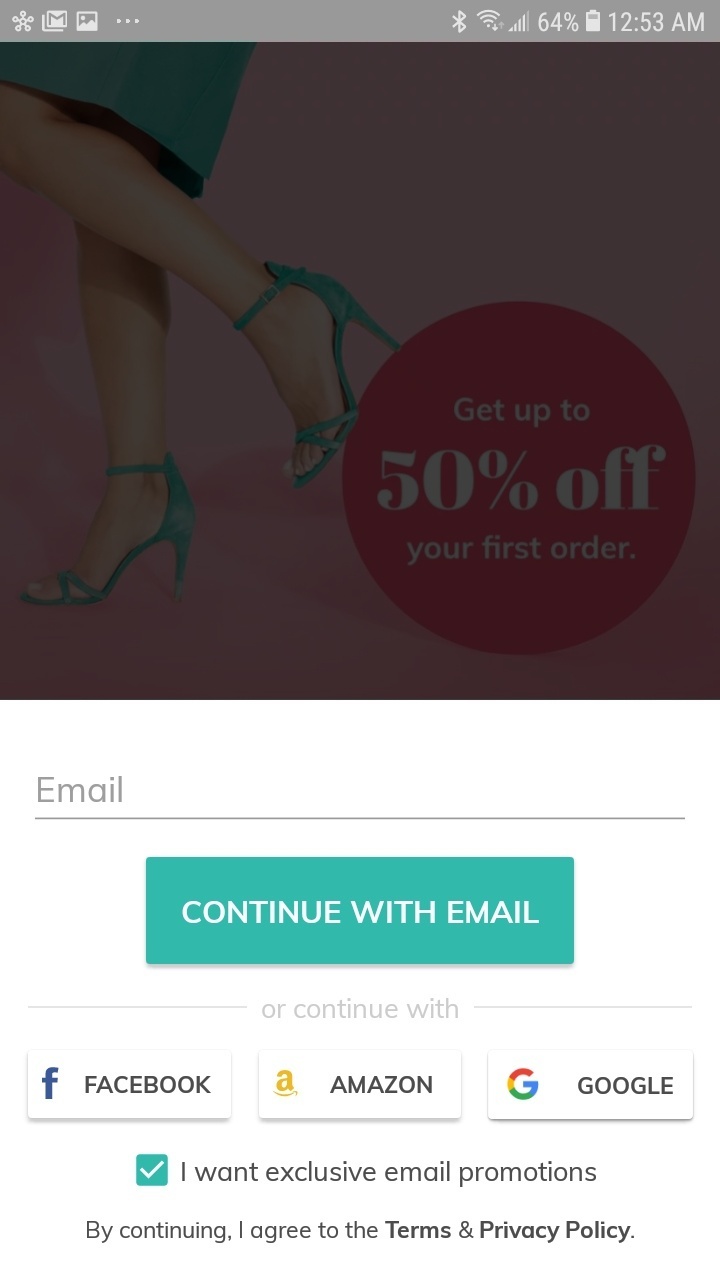 64% 12:53 AM
Get up to
50% off
your first order.
Email
CONTINUE WITH EMAIL
or continue with
FACEBOOK AMAZON GOOGLE
I want exclusive email promotions
By continuing, I agree to the Terms & Privacy Policy.